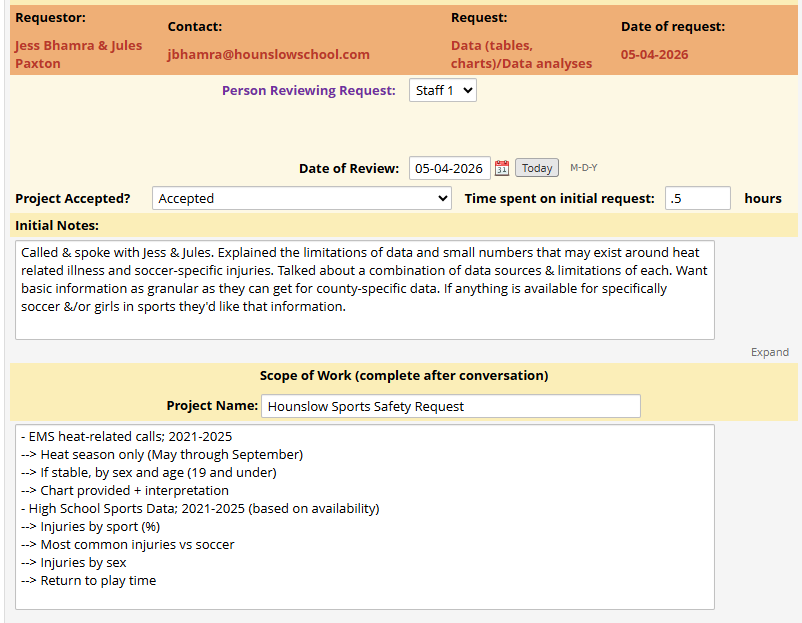 Requestor:
Contact:
Request:
Date of request:
Jess Bhamra & Jules
Paxton
jbhamra@hounslowschool.com
Data (tables,
charts)/Data analyses
05-04-2026
Person Reviewing Request: Staff 1
Date of Review: 05-04-2026 31 Today M-D-Y
Project Accepted? Accepted Time spent on initial request: .5 hours
Initial Notes:
Called & spoke with Jess & Jules. Explained the limitations of data and small numbers that may exist around heat
related illness and soccer-specific injuries. Talked about a combination of data sources & limitations of each. Want
basic information as granular as they can get for county-specific data. If anything is available for specifically
soccer &/or girls in sports they'd like that information.
Expand
Scope of Work (complete after conversation)
Project Name: Hounslow Sports Safety Request
- EMS heat-related calls; 2021-2025
--> Heat season only (May through September)
--> If stable, by sex and age (19 and under)
--> Chart provided + interpretation
- High School Sports Data; 2021-2025 (based on availability)
--> Injuries by sport (%)
--> Most common injuries vs soccer
--> Injuries by sex
--> Return to play time